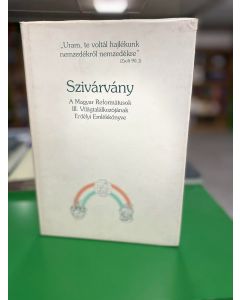 „Uram, te voltál hajlékunk
nemzedékről nemzedékre"
(Zsolt 90,1)
Szivárvány
A Magyar Reformátusok
III. Világtalálkozójának
Erdélyi Emlékkönyve